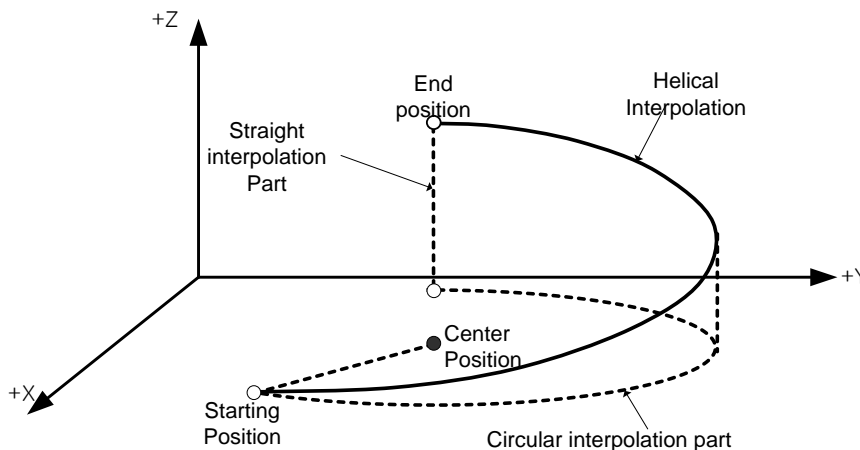 +Z
End
position
Helical
Interpolation
Straight
interpolation
Part
+Y
Center
Position
+X
Starting
Position
Circular interpolation part